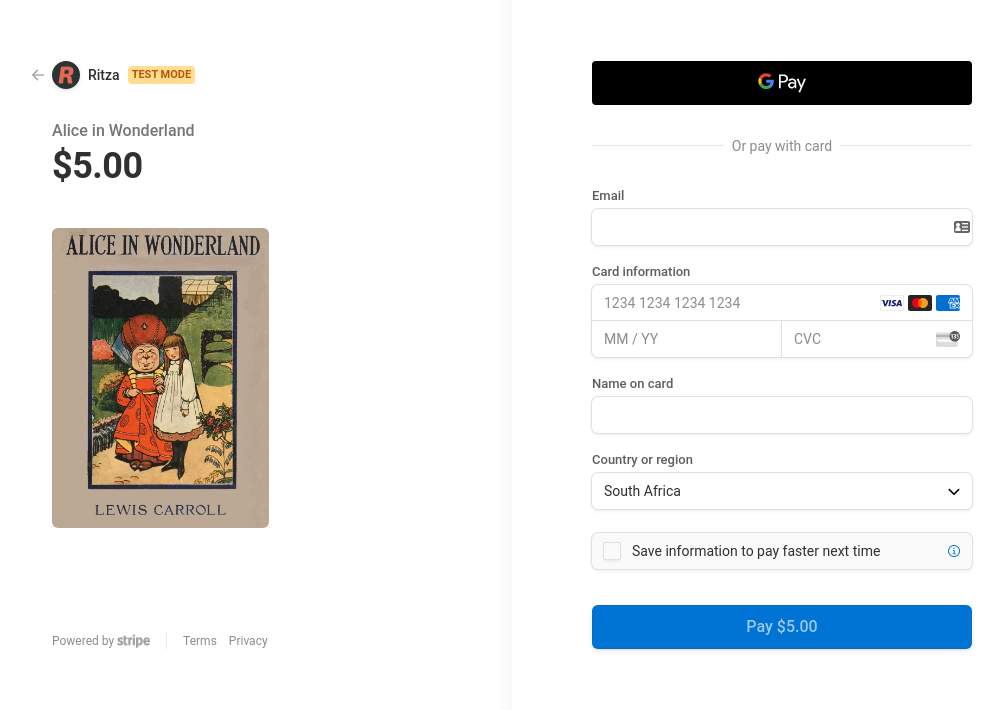 Ritza TEST MODE
Alice in Wonderland
$5.00
ALICE IN WONDERLAND
LEWIS CARROLL
Powered by stripe Terms Privacy
G Pay
Or pay with card
Email
Card information
1234 1234 1234 1234 VISA
MM / YY CVC
Name on card
Country or region
South Africa
Save information to pay faster next time
Pay $5.00